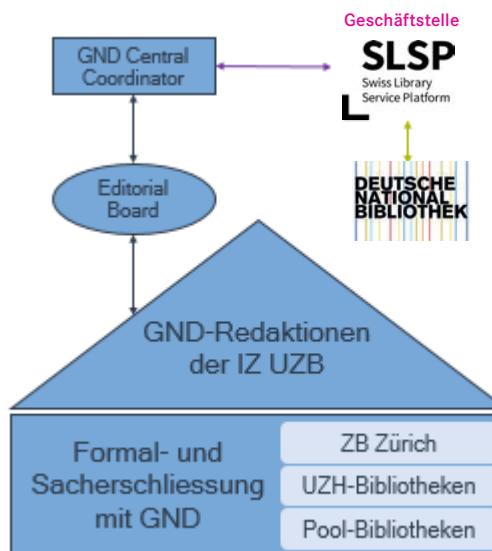 Geschäftstelle
GND Central
Coordinator
SLSP
Swiss Library
Service Platform
Editorial
Board
DEUTSCHE
NATIONAL
BIBLIOTHEK
GND-Redaktionen
der IZ UZB
Formal- und
Sacherschliessung
mit GND
ZB Zürich
UZH-Bibliotheken
Pool-Bibliotheken